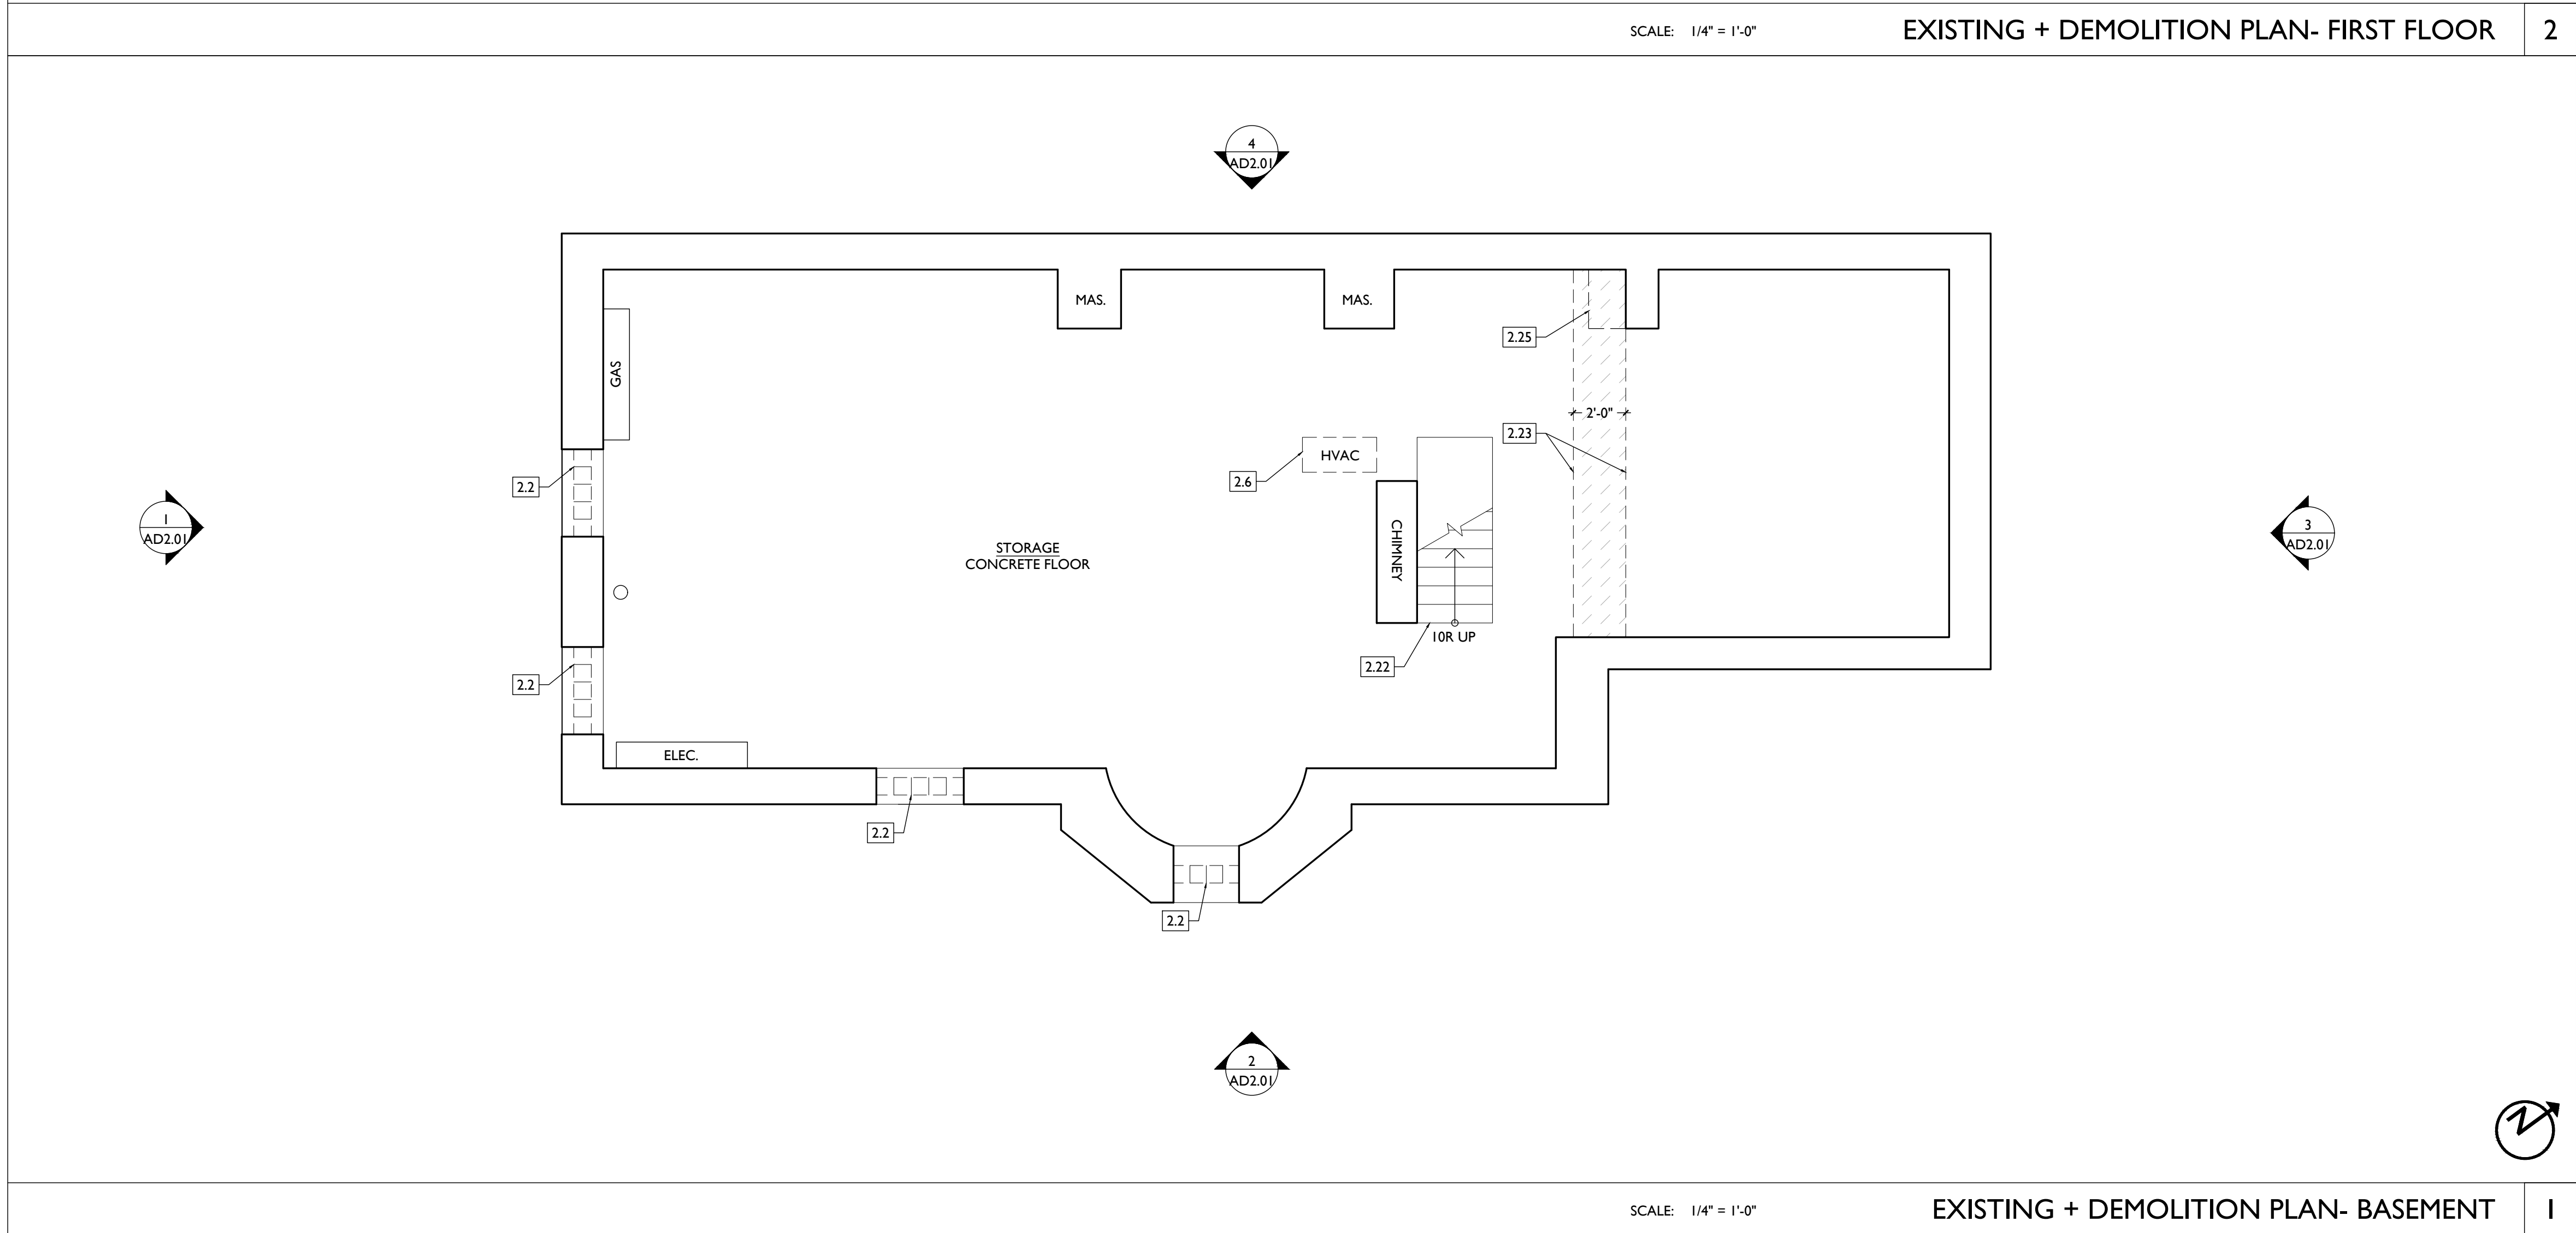 SCALE: 1/4" = 1'-0"
EXISTING + DEMOLITION PLAN- FIRST FLOOR
2
4
AD2.01
MAS.
MAS.
2.25
GAS
2'-0"
2.23
HVAC
2.6
2.2
1
AD2.01
3
AD2.01
CHIMNEY
STORAGE
CONCRETE FLOOR
10R UP
2.22
2.2
ELEC.
2.2
2.2
2
AD2.01
N
SCALE: 1/4" = 1'-0"
EXISTING + DEMOLITION PLAN- BASEMENT
1